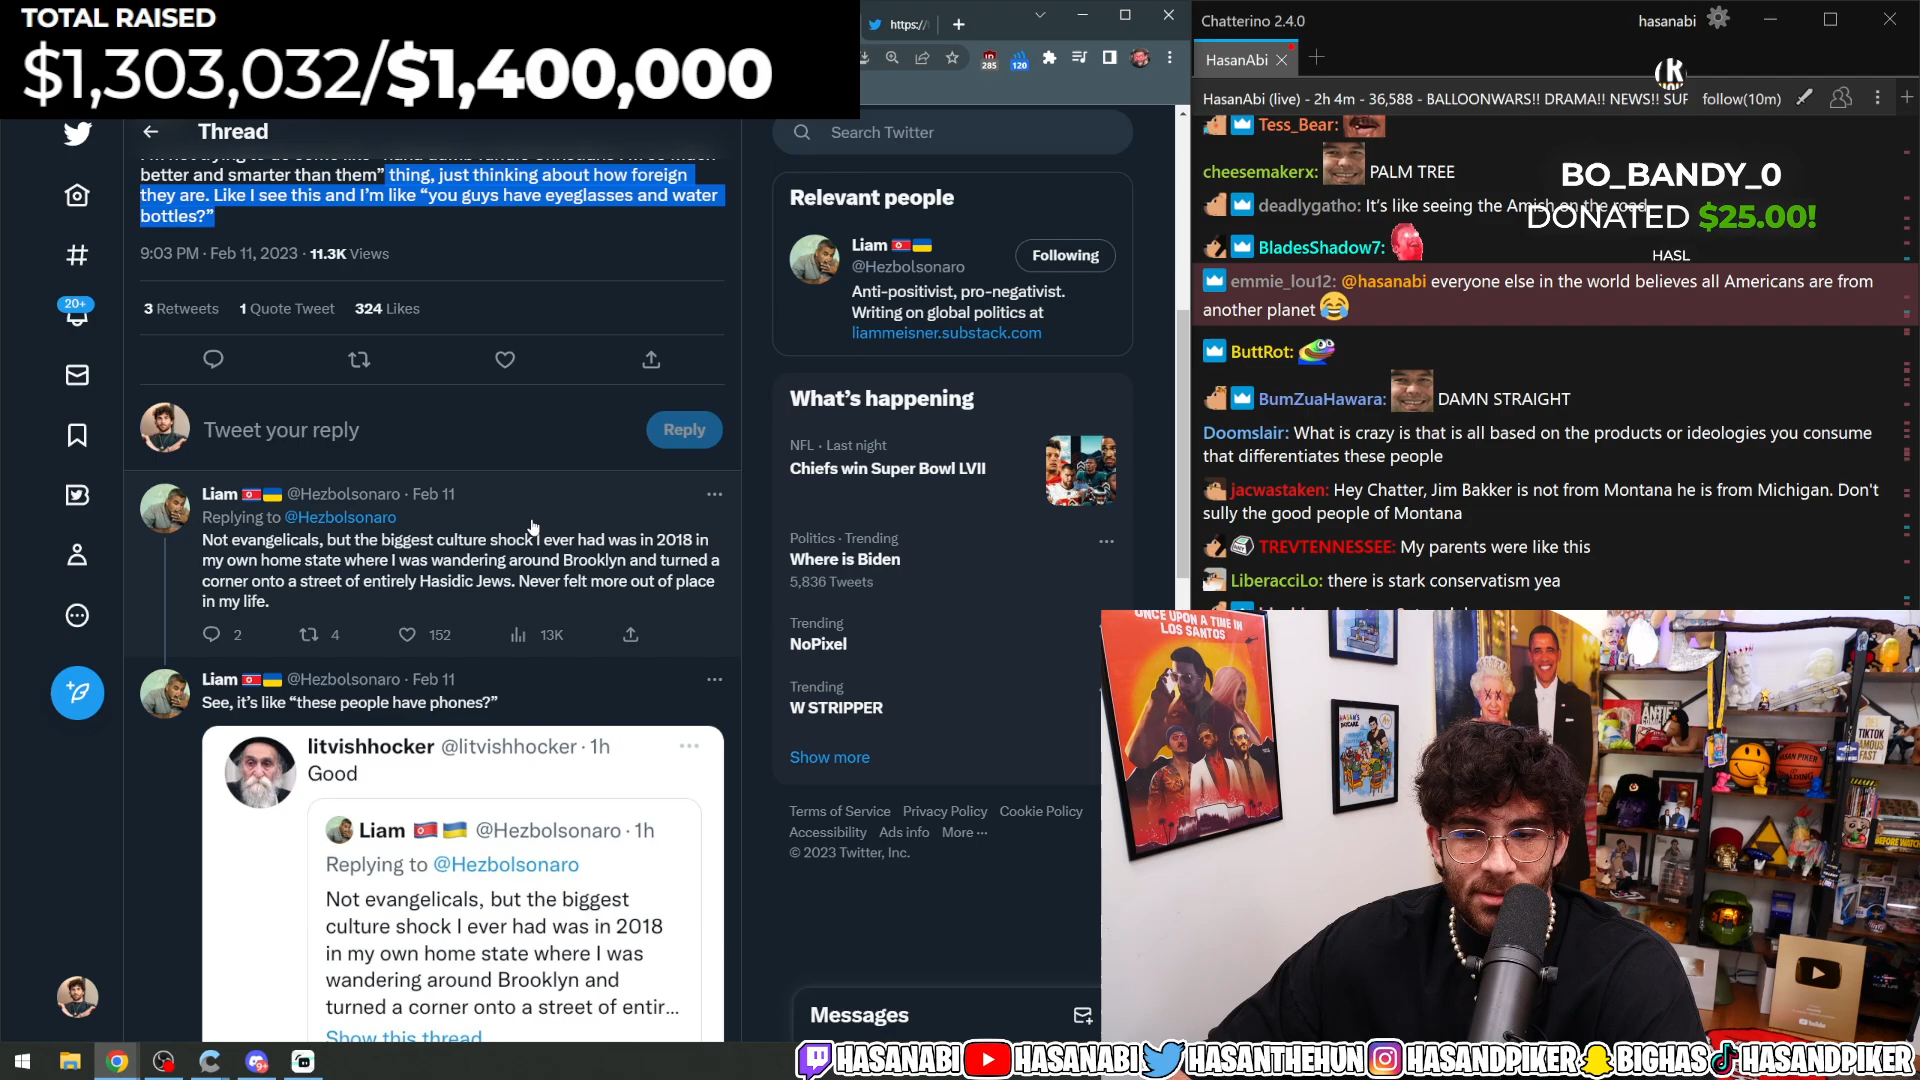 TOTAL RAISED
$1,303,032/$1,400,000
https://
285
120
Thread
better and smarter than them” thing, just thinking about how foreign
they are. Like I see this and I’m like “you guys have eyeglasses and water
bottles?”
9:03 PM · Feb 11, 2023 · 11.3K Views
3 Retweets 1 Quote Tweet 324 Likes
20+
Tweet your reply
Reply
Liam @Hezbolsonaro · Feb 11
Replying to @Hezbolsonaro
Not evangelicals, but the biggest culture shock I ever had was in 2018 in
my own home state where I was wandering around Brooklyn and turned a
corner onto a street of entirely Hasidic Jews. Never felt more out of place
in my life.
2 4 152 13K
Liam @Hezbolsonaro · Feb 11
See, it’s like “these people have phones?”
litvishhocker @litvishhocker · 1h
Good
Liam @Hezbolsonaro · 1h
Replying to @Hezbolsonaro
Not evangelicals, but the biggest
culture shock I ever had was in 2018
in my own home state where I was
wandering around Brooklyn and
turned a corner onto a street of entir...
Show this thread
Search Twitter
Relevant people
Liam
@Hezbolsonaro
Following
Anti-positivist, pro-negativist.
Writing on global politics at
liammeisner.substack.com
What’s happening
NFL · Last night
Chiefs win Super Bowl LVII
Politics · Trending
Where is Biden
5,836 Tweets
Trending
NoPixel
Trending
W STRIPPER
Show more
Terms of Service Privacy Policy Cookie Policy
Accessibility Ads info More ···
© 2023 Twitter, Inc.
Messages
Chatterino 2.4.0
hasanabi
HasanAbi
HasanAbi (live) - 2h 4m - 36,588 - BALLOONWARS!! DRAMA!! NEWS!! SUF follow(10m)
Tess_Bear:
cheesemakerx: PALM TREE
deadlygatho: It’s like seeing the Amish on the road
BladesShadow7:
emmie_lou12: @hasanabi everyone else in the world believes all Americans are from
another planet
ButtRot:
BumZuaHawara: DAMN STRAIGHT
Doomslair: What is crazy is that is all based on the products or ideologies you consume
that differentiates these people
jacwastaken: Hey Chatter, Jim Bakker is not from Montana he is from Michigan. Don't
sully the good people of Montana
TREVTENNESSEE: My parents were like this
LiberacciLo: there is stark conservatism yea
BO_BANDY_0
DONATED $25.00!
HASL
ONCE UPON A TIME IN
LOS SANTOS
TIKTOK
FAMOUS
FAST
HASAN PIKER
YouTube
HASANABI HASANABI HASANTHEHUN HASANDPIKER BIGHAS HASANDPIKER